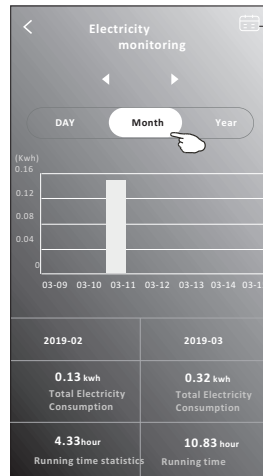 Electricity
monitoring
DAY Month Year
(Kwh)
0.16
0.12
0.08
0.04
0
03-09 03-10 03-11 03-12 03-13 03-14 03-1
2019-02 2019-03
0.13 kwh 0.32 kwh
Total Electricity Total Electricity
Consumption Consumption
4.33hour 10.83 hour
Running time statistics Running time